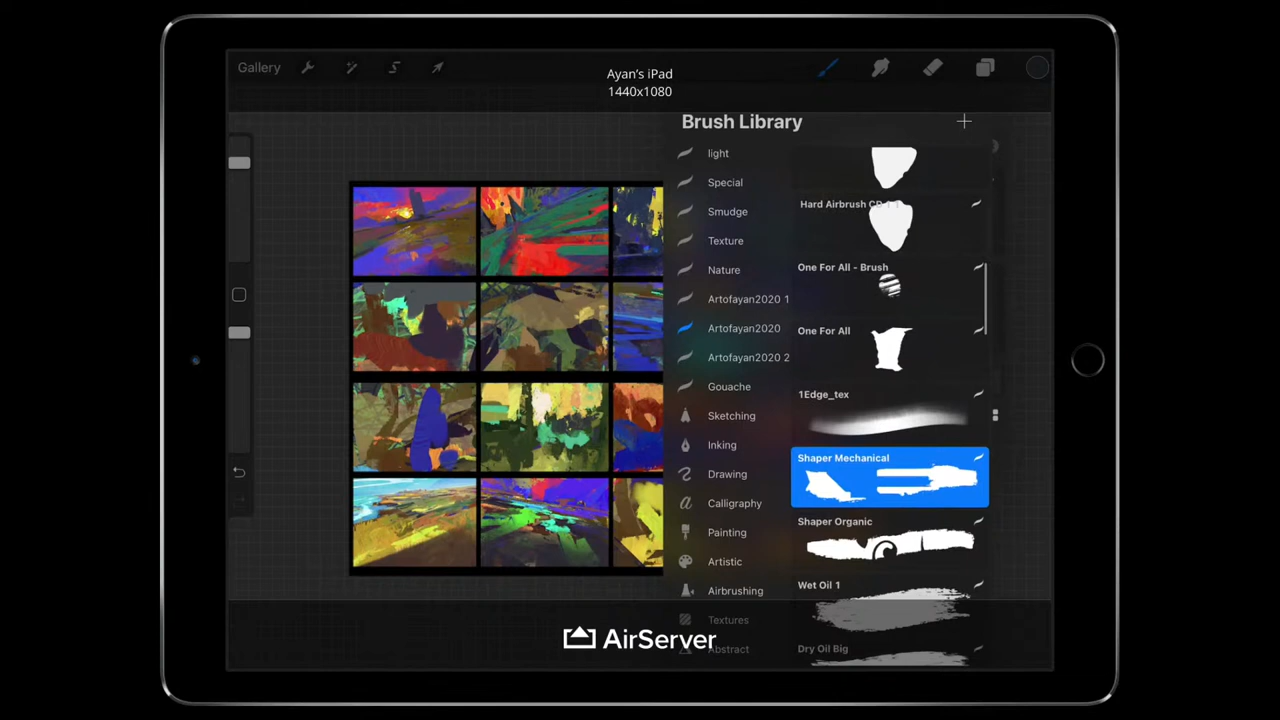 Gallery
Ayan's iPad
1440x1080
Brush Library
light
Special
Smudge
Texture
Nature
Artofayan2020 1
Artofayan2020
Artofayan2020 2
Gouache
Sketching
Inking
Drawing
Calligraphy
Painting
Artistic
Airbrushing
Textures
Abstract
Hard Airbrush
One For All - Brush
One For All
1Edge_tex
Shaper Mechanical
Shaper Organic
Wet Oil 1
Dry Oil Big
AirServer